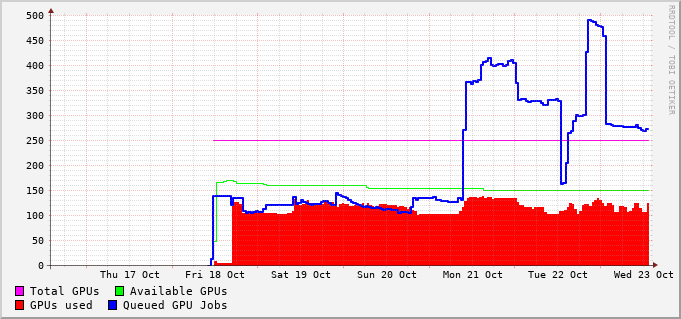 500
450
400
350
300
250
200
150
100
50
0
Thu 17 Oct Fri 18 Oct Sat 19 Oct Sun 20 Oct Mon 21 Oct Tue 22 Oct Wed 23 Oct
Total GPUs Available GPUs
GPUs used Queued GPU Jobs
RRDTOOL / TOBI OETIKER